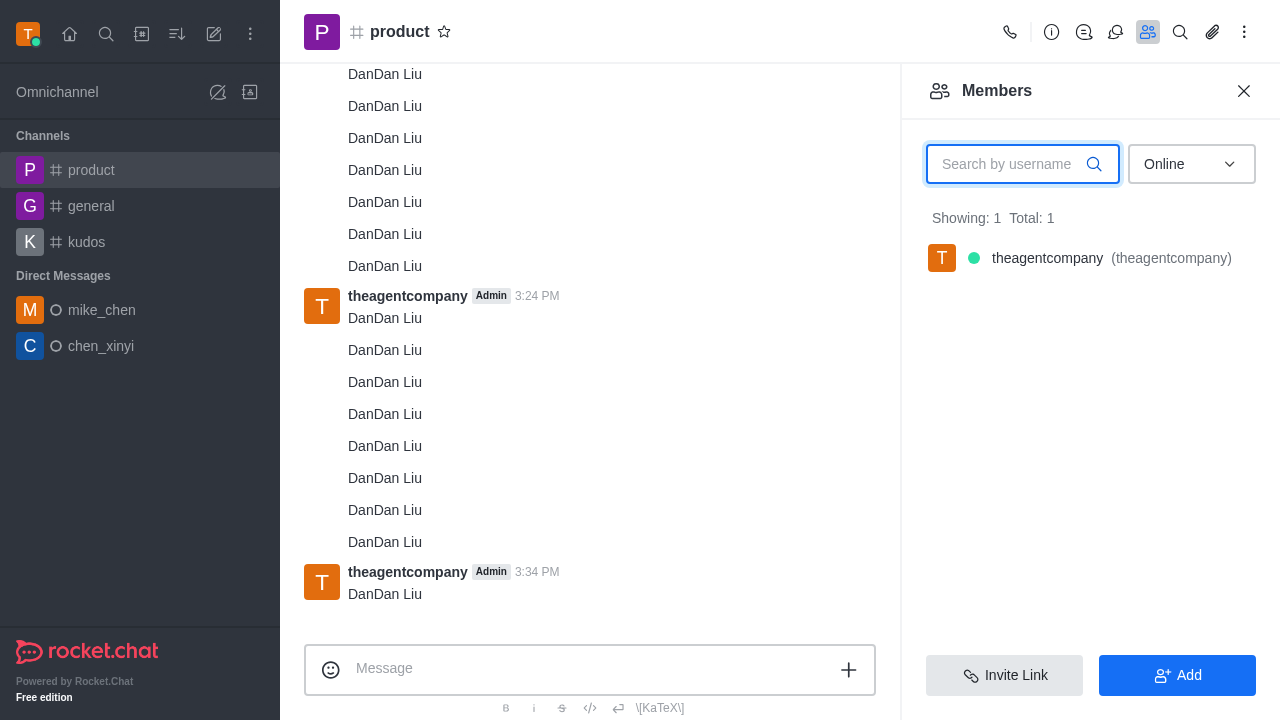 T
Omnichannel
Channels
P product
G general
K kudos
Direct Messages
M mike_chen
C chen_xinyi
rocket.chat
Powered by Rocket.Chat
Free edition
P product
DanDan Liu
DanDan Liu
DanDan Liu
DanDan Liu
DanDan Liu
DanDan Liu
DanDan Liu
T theagentcompany Admin 3:24 PM
DanDan Liu
DanDan Liu
DanDan Liu
DanDan Liu
DanDan Liu
DanDan Liu
DanDan Liu
DanDan Liu
T theagentcompany Admin 3:34 PM
DanDan Liu
Message
B i S \[KaTeX\]
Members
Search by username Online
Showing: 1 Total: 1
T theagentcompany (theagentcompany)
Invite Link Add